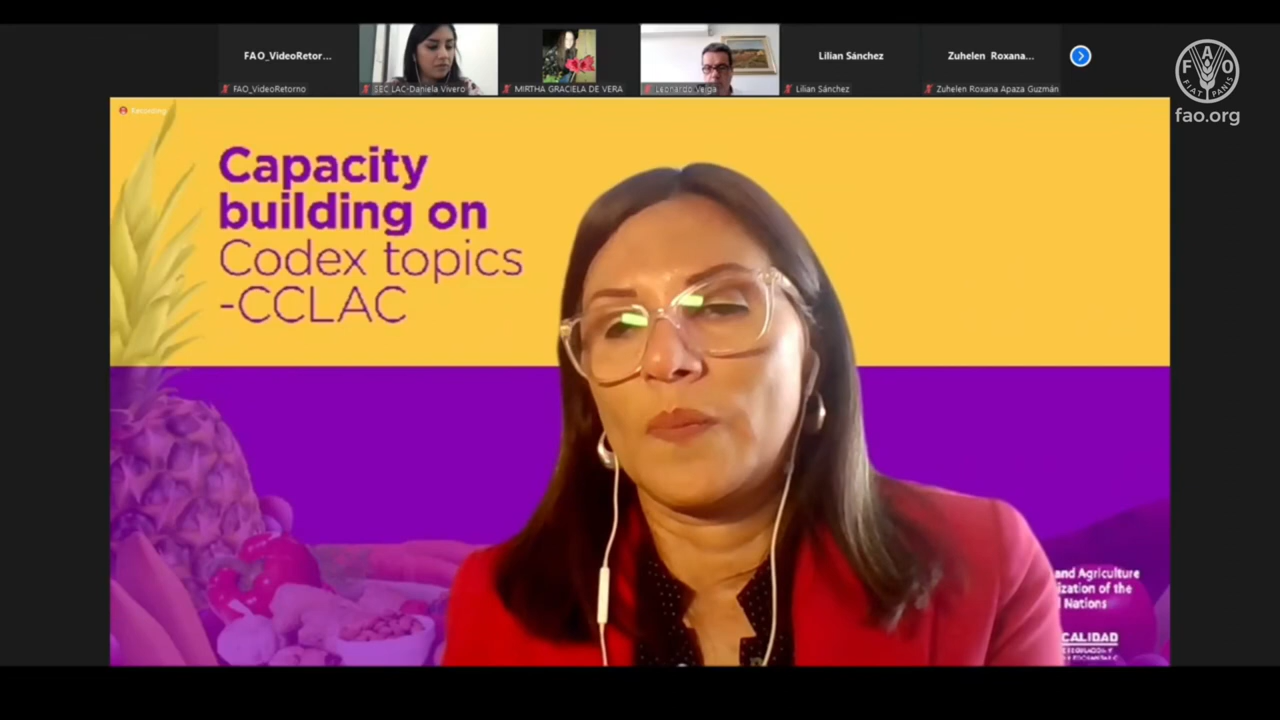 FAO_VideoRetor...
Lilian Sánchez
Zuhelen Roxana...
FAO_VideoRetorno
SEC LAC-Daniela Vivero
MIRTHA GRACIELA DE VERA
Leonardo Veiga
Lilian Sánchez
Zuhelen Roxana Apaza Guzmán
FAO
FIAT PANIS
fao.org
Recording
Capacity
building on
Codex topics
-CCLAC
and Agriculture
ization of the
Nations
CALIDAD